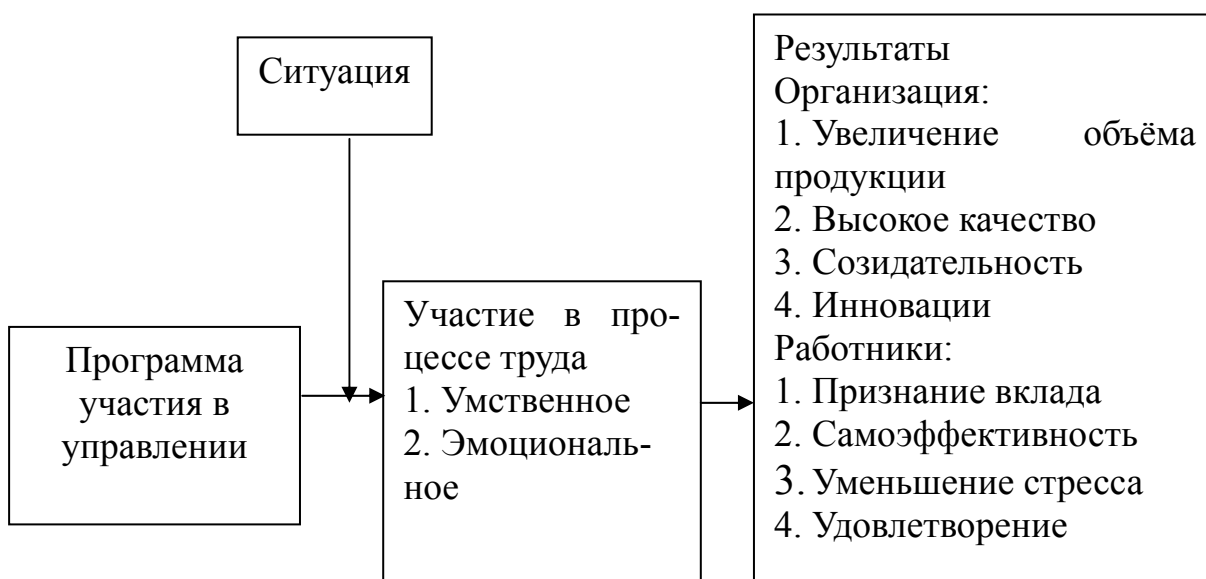 Ситуация
Программа
участия в
управлении
Участие в про-
цессе труда
1. Умственное
2. Эмоциональ-
ное
Результаты
Организация:
1. Увеличение объёма
продукции
2. Высокое качество
3. Созидательность
4. Инновации
Работники:
1. Признание вклада
2. Самоэффективность
3. Уменьшение стресса
4. Удовлетворение